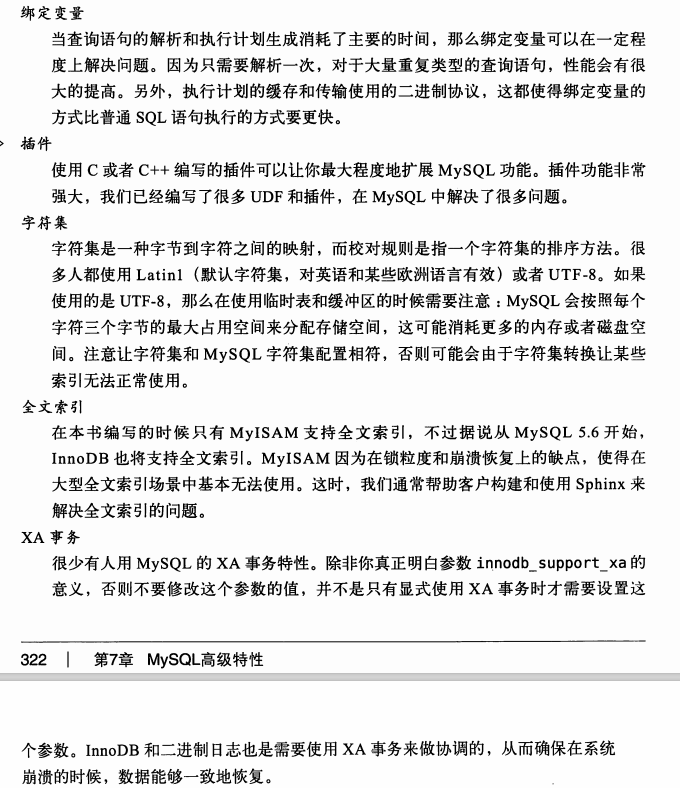 绑定变量
当查询语句的解析和执行计划生成消耗了主要的时间，那么绑定变量可以在一定程
度上解决问题。因为只需要解析一次，对于大量重复类型的查询语句，性能会有很
大的提高。另外，执行计划的缓存和传输使用的二进制协议，这都使得绑定变量的
方式比普通 SQL 语句执行的方式要更快。
插件
使用 C 或者 C++ 编写的插件可以让你最大程度地扩展 MySQL 功能。插件功能非常
强大，我们已经编写了很多 UDF 和插件，在 MySQL 中解决了很多问题。
字符集
字符集是一种字节到字符之间的映射，而校对规则是指一个字符集的排序方法。很
多人都使用 Latin1（默认字符集，对英语和某些欧洲语言有效）或者 UTF-8。如果
使用的是 UTF-8，那么在使用临时表和缓冲区的时候需要注意：MySQL 会按照每个
字符三个字节的最大占用空间来分配存储空间，这可能消耗更多的内存或者磁盘空
间。注意让字符集和 MySQL 字符集配置相符，否则可能会由于字符集转换让某些
索引无法正常使用。
全文索引
在本书编写的时候只有 MyISAM 支持全文索引，不过据说从 MySQL 5.6 开始，
InnoDB 也将支持全文索引。MyISAM 因为在锁粒度和崩溃恢复上的缺点，使得在
大型全文索引场景中基本无法使用。这时，我们通常帮助客户构建和使用 Sphinx 来
解决全文索引的问题。
XA 事务
很少有人用 MySQL 的 XA 事务特性。除非你真正明白参数 innodb_support_xa 的
意义，否则不要修改这个参数的值，并不是只有显式使用 XA 事务时才需要设置这
322 | 第7章 MySQL高级特性
个参数。InnoDB 和二进制日志也是需要使用 XA 事务来做协调的，从而确保在系统
崩溃的时候，数据能够一致地恢复。